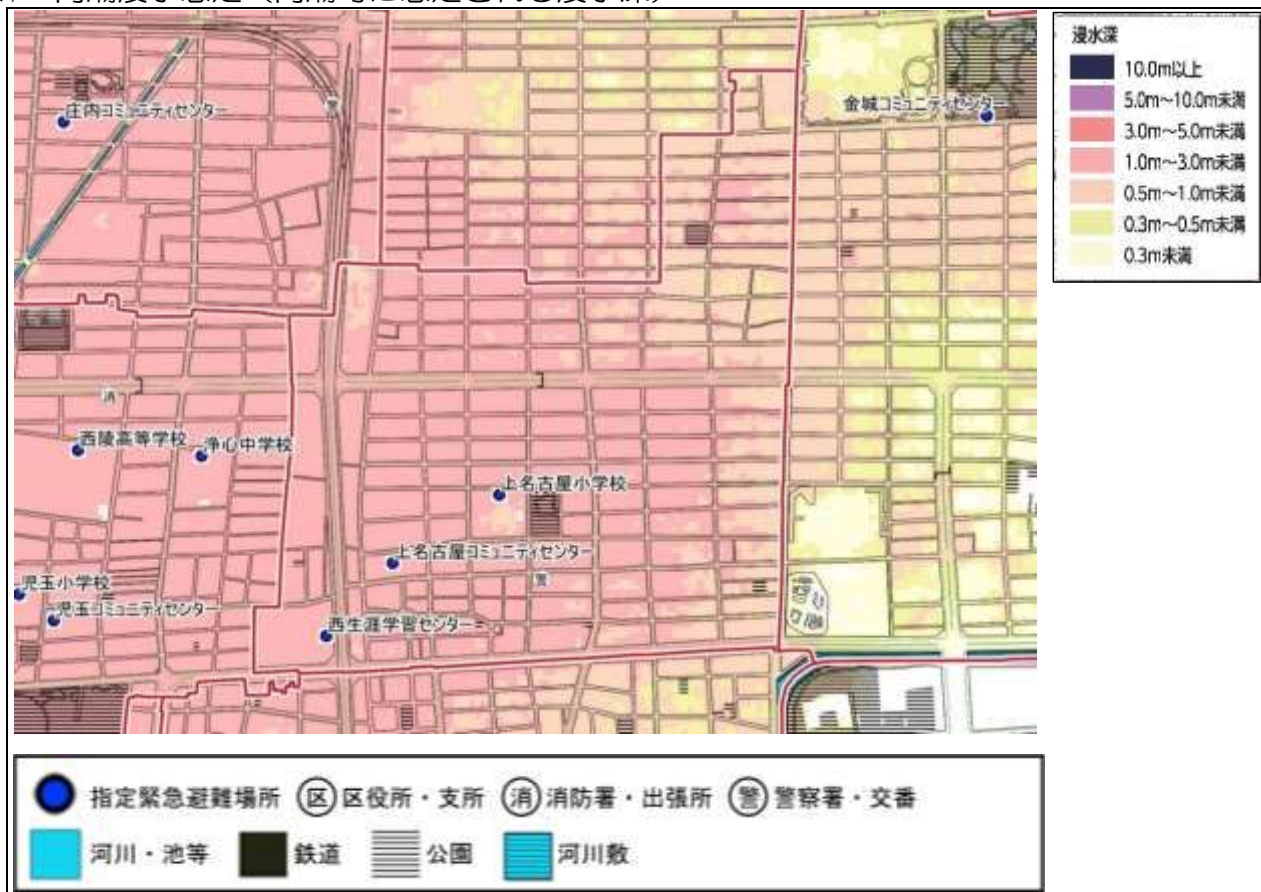 浸水深
10.0m以上
5.0m～10.0m未満
3.0m～5.0m未満
1.0m～3.0m未満
0.5m～1.0m未満
0.3m～0.5m未満
0.3m未満
庄内コミュニティセンター
警
金城コミュニティセンター
消
西陵高等学校
浄心中学校
上名古屋小学校
上名古屋コミュニティセンター
警
児玉小学校
児玉コミュニティセンター
西生涯学習センター
指定緊急避難場所 区 区役所・支所 消 消防署・出張所 警 警察署・交番
河川・池等 鉄道 公園 河川敷